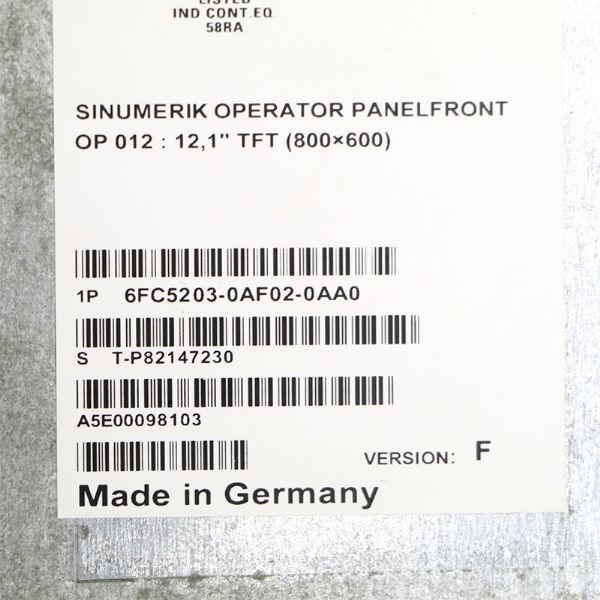 LISTED
IND CONT.EQ.
58RA
SINUMERIK OPERATOR PANELFRONT
OP 012 : 12,1" TFT (800×600)
1P 6FC5203-0AF02-0AA0
S T-P82147230
A5E00098103
VERSION: F
Made in Germany